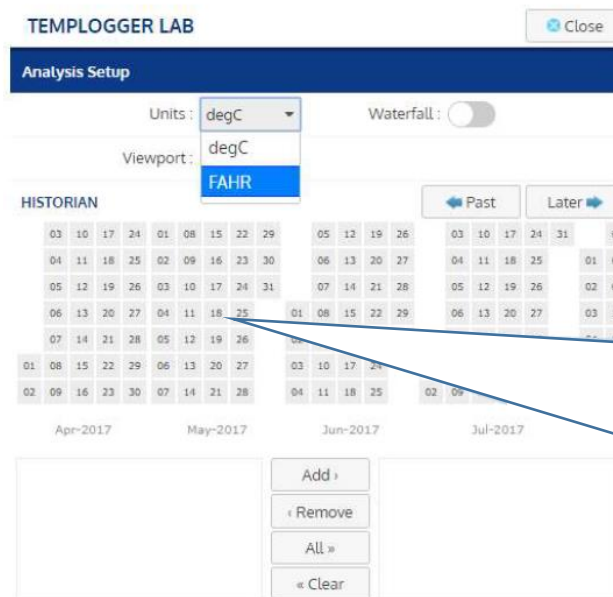 TEMPLOGGER LAB Close
Analysis Setup
Units : degC Waterfall :
degC
Viewport :
FAHR
HISTORIAN Past Later
03 10 17 24 01 08 15 22 29 05 12 19 26 03 10 17 24 31
04 11 18 25 02 09 16 23 30 06 13 20 27 04 11 18 25 01
05 12 19 26 03 10 17 24 31 07 14 21 28 05 12 19 26 02
06 13 20 27 04 11 18 25 01 08 15 22 29 06 13 20 27 03
07 14 21 28 05 12 19 26
01 08 15 22 29 06 13 20 27 03 10 17 24
02 09 16 23 30 07 14 21 28 04 11 18 25 02 09
Apr-2017 May-2017 Jun-2017 Jul-2017
Add ›
‹ Remove
All »
« Clear